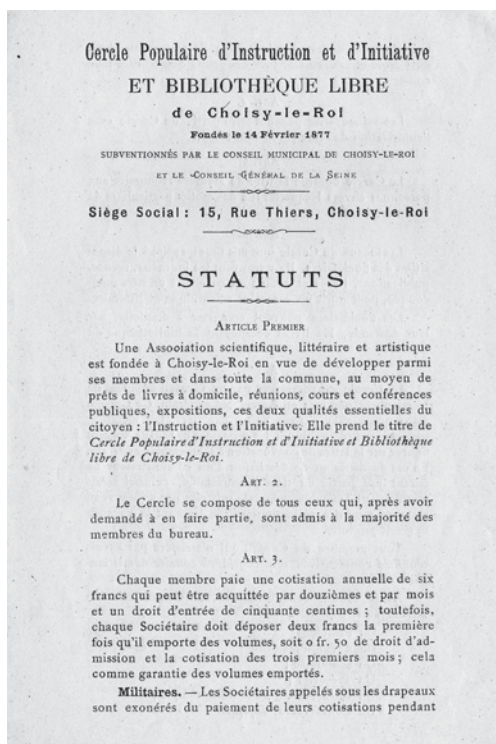 Cercle Populaire d'Instruction et d'Initiative
ET BIBLIOTHÈQUE LIBRE
de Choisy-le-Roi
Fondés le 14 Février 1877
SUBVENTIONNÉS PAR LE CONSEIL MUNICIPAL DE CHOISY-LE-ROI
ET LE CONSEIL GÉNÉRAL DE LA SEINE
Siège Social : 15, Rue Thiers, Choisy-le-Roi
STATUTS
ARTICLE PREMIER
Une Association scientifique, littéraire et artistique
est fondée à Choisy-le-Roi en vue de développer parmi
ses membres et dans toute la commune, au moyen de
prêts de livres à domicile, réunions, cours et conférences
publiques, expositions, ces deux qualités essentielles du
citoyen : l'Instruction et l'Initiative. Elle prend le titre de
Cercle Populaire d'Instruction et d'Initiative et Bibliothèque
libre de Choisy-le-Roi.
ART. 2.
Le Cercle se compose de tous ceux qui, après avoir
demandé à en faire partie, sont admis à la majorité des
membres du bureau.
ART. 3.
Chaque membre paie une cotisation annuelle de six
francs qui peut être acquittée par douzièmes et par mois
et un droit d'entrée de cinquante centimes ; toutefois,
chaque Sociétaire doit déposer deux francs la première
fois qu'il emporte des volumes, soit 0 fr. 50 de droit d'ad-
mission et la cotisation des trois premiers mois ; cela
comme garantie des volumes emportés.
Militaires. — Les Sociétaires appelés sous les drapeaux
sont exonérés du paiement de leurs cotisations pendant